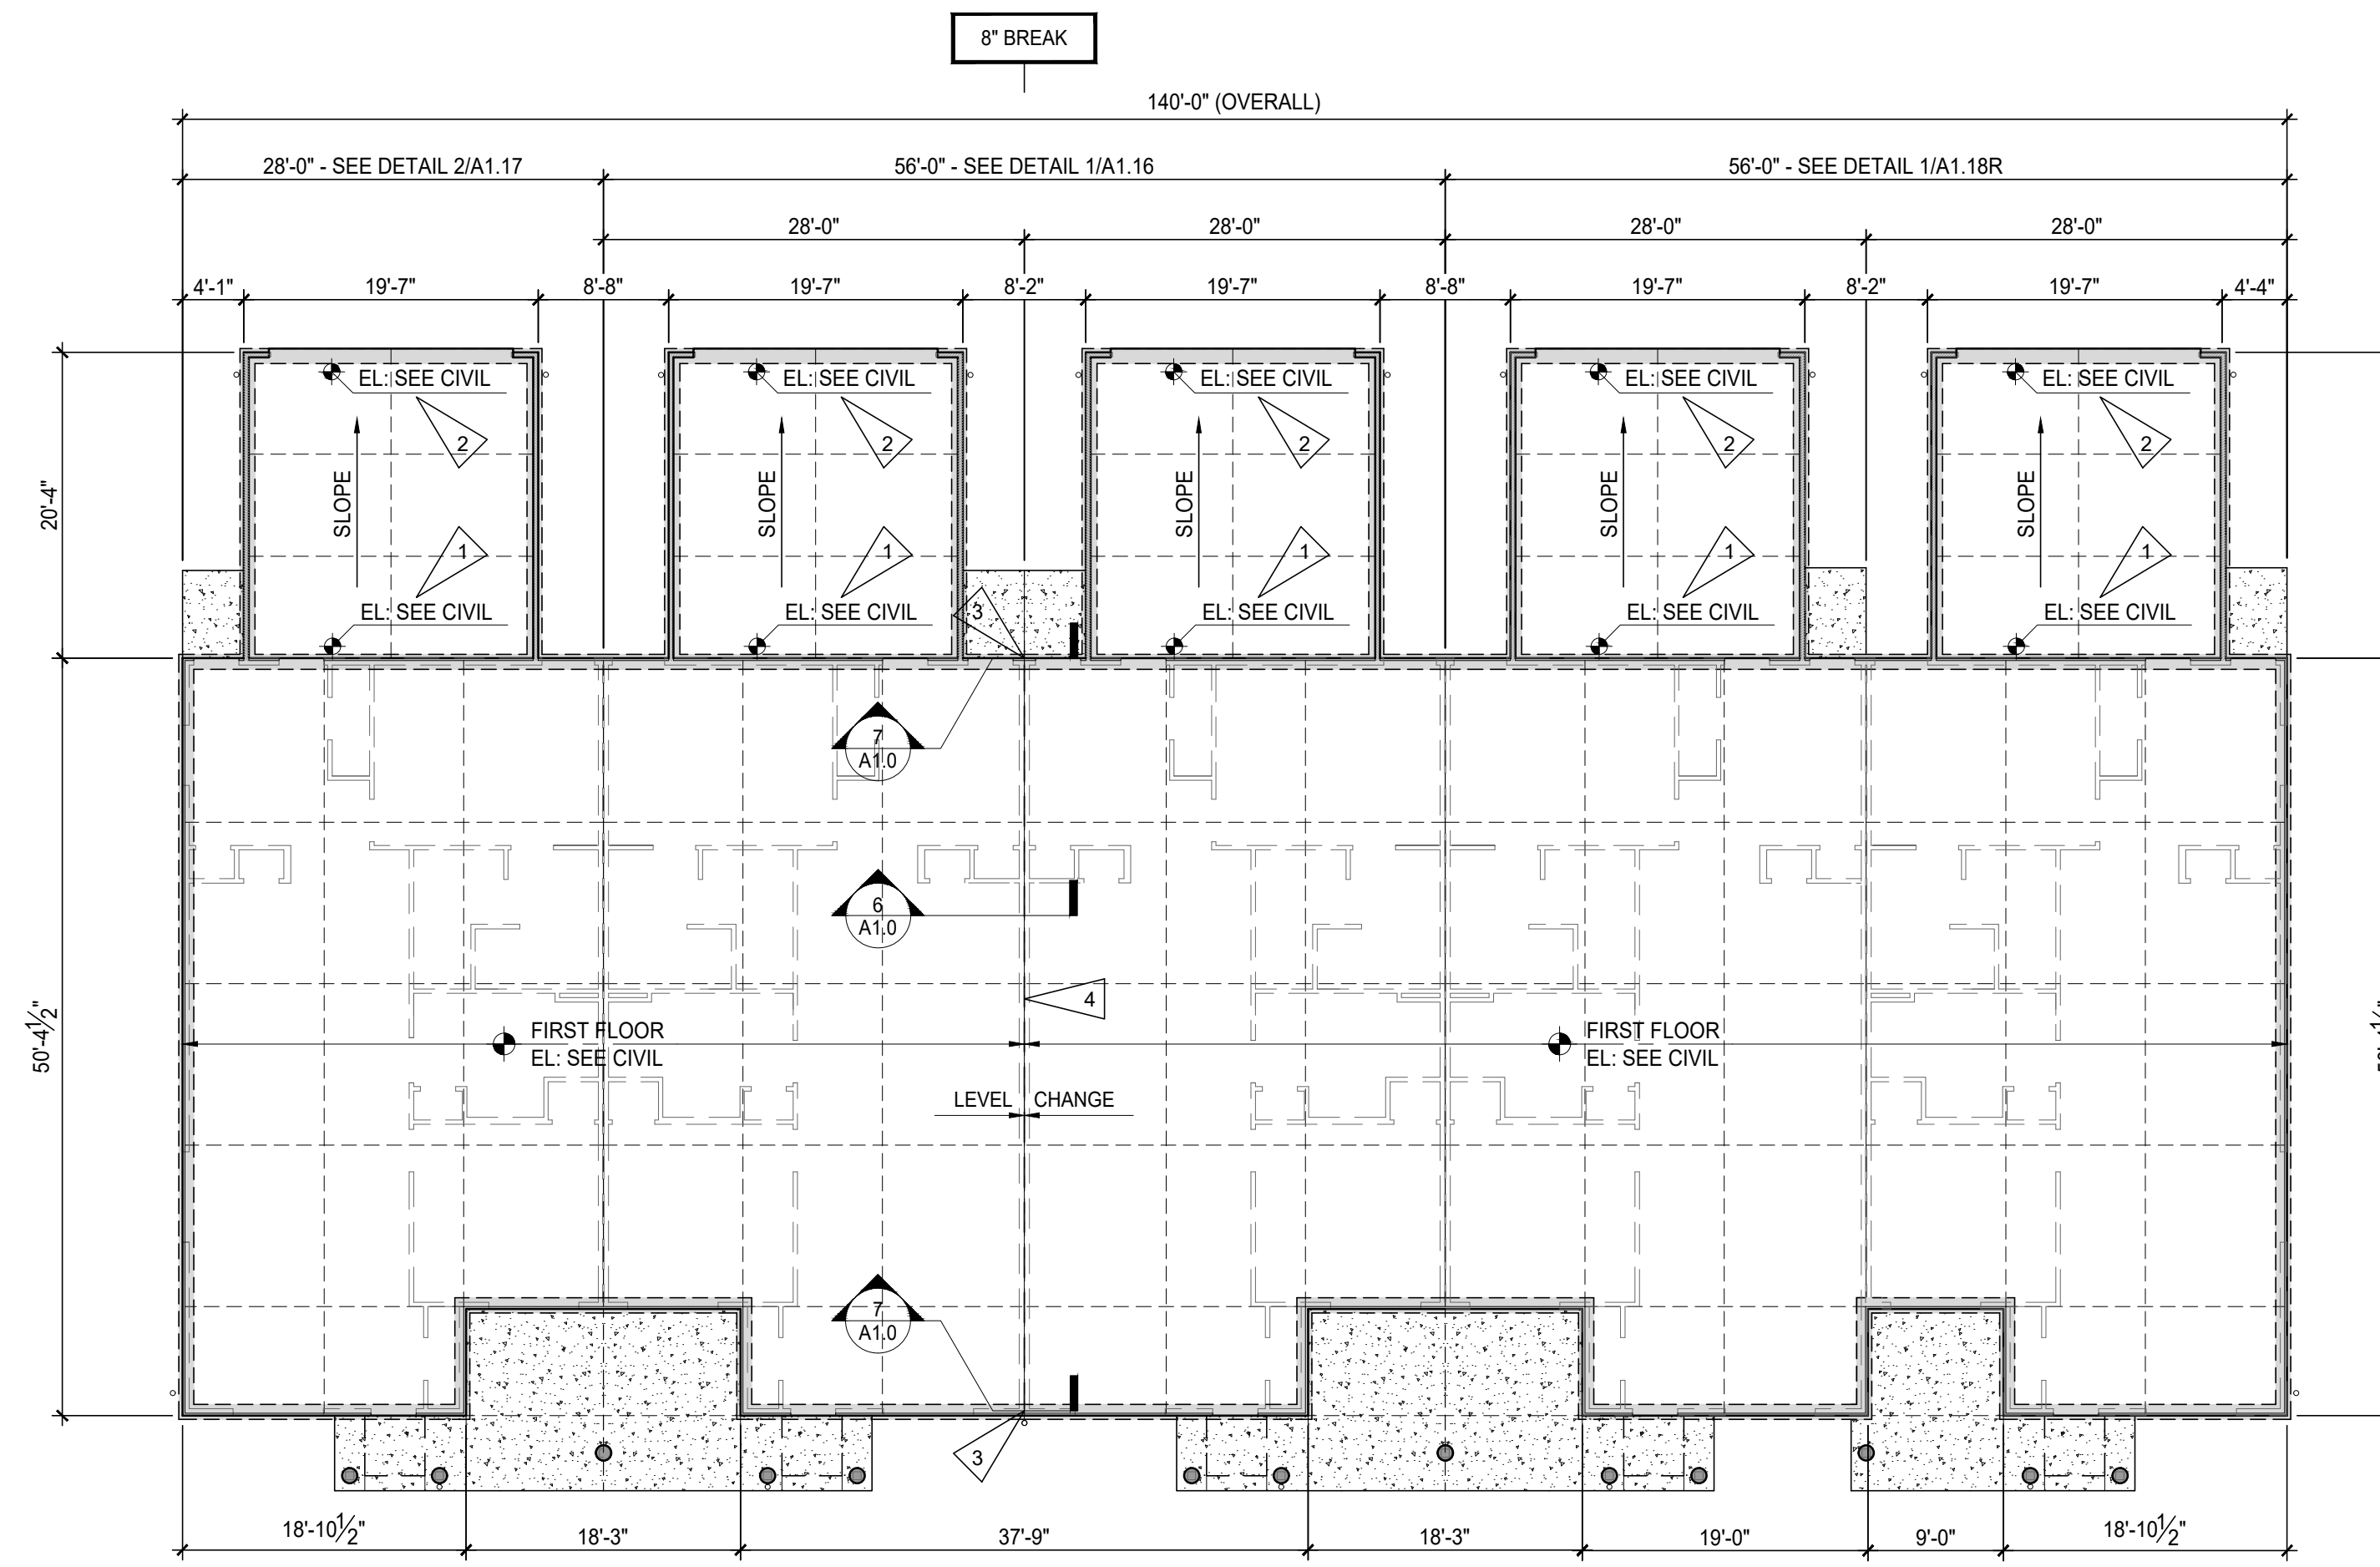 8" BREAK
140'-0" (OVERALL)
28'-0" - SEE DETAIL 2/A1.17
56'-0" - SEE DETAIL 1/A1.16
56'-0" - SEE DETAIL 1/A1.18R
28'-0"
28'-0"
28'-0"
28'-0"
4'-1"
19'-7"
8'-8"
19'-7"
8'-2"
19'-7"
8'-8"
19'-7"
8'-2"
19'-7"
4'-4"
EL: SEE CIVIL
EL: SEE CIVIL
EL: SEE CIVIL
EL: SEE CIVIL
EL: SEE CIVIL
2
2
2
2
2
20'-4"
SLOPE
SLOPE
SLOPE
SLOPE
SLOPE
1
1
1
1
1
EL: SEE CIVIL
EL: SEE CIVIL
3
EL: SEE CIVIL
EL: SEE CIVIL
EL: SEE CIVIL
7
A1.0
6
A1.0
4
50'-4½"
FIRST FLOOR
EL: SEE CIVIL
FIRST FLOOR
EL: SEE CIVIL
LEVEL CHANGE
7
A1.0
3
18'-10½"
18'-3"
37'-9"
18'-3"
19'-0"
9'-0"
18'-10½"